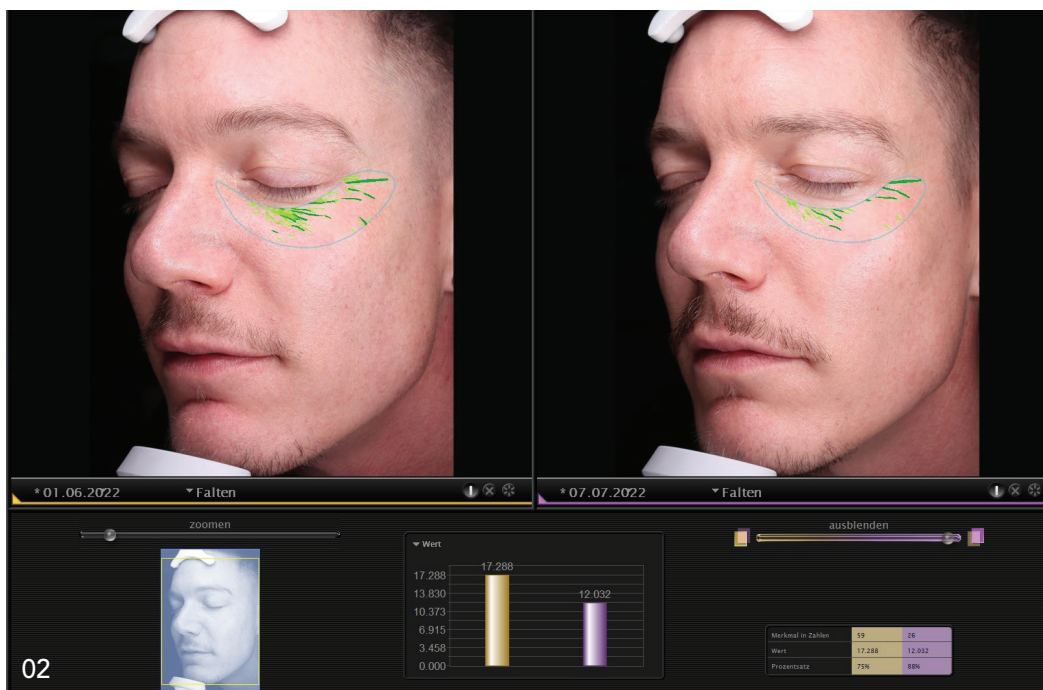 * 01.06.2022
Falten
* 07.07.2022
Falten
zoomen
ausblenden
Wert
17.288
13.830
10.373
6.915
3.458
0.000
17.288
12.032
Merkmal in Zahlen 59 26
Wert 17.288 12.032
Prozentsatz 75% 88%
02